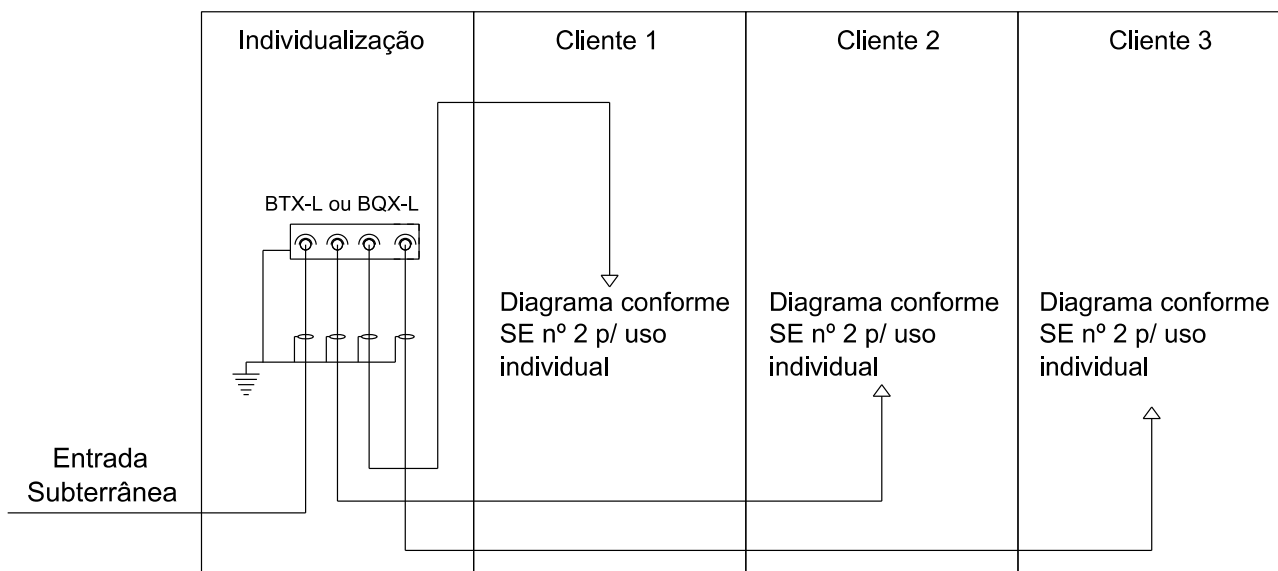 Individualização
Cliente 1
Cliente 2
Cliente 3
BTX-L ou BQX-L
Diagrama conforme
SE nº 2 p/ uso
individual
Diagrama conforme
SE nº 2 p/ uso
individual
Diagrama conforme
SE nº 2 p/ uso
individual
Entrada
Subterrânea